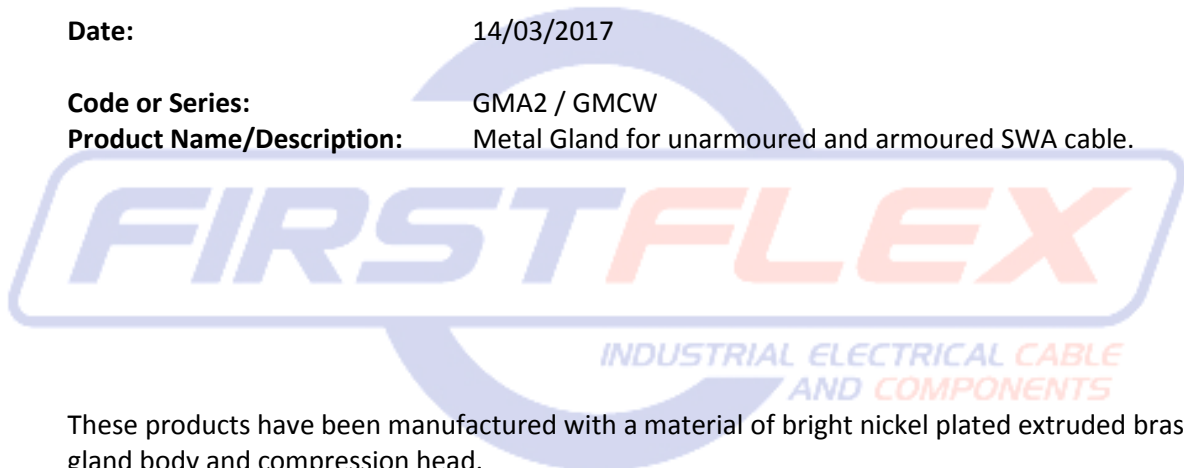 Date: 14/03/2017
Code or Series: GMA2 / GMCW
Product Name/Description: Metal Gland for unarmoured and armoured SWA cable.
FIRSTFLEX
INDUSTRIAL ELECTRICAL CABLE
AND COMPONENTS
These products have been manufactured with a material of bright nickel plated extruded bras
gland body and compression head.